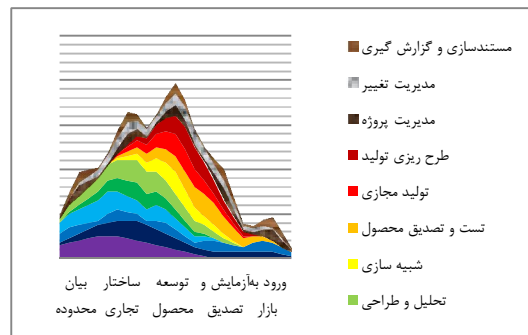 مستندسازی و گزارش گیری
مدیریت تغییر
مدیریت پروژه
طرح ریزی تولید
تولید مجازی
تست و تصدیق محصول
شبیه سازی
تحلیل و طراحی
بیان ساختار توسعه آزمایش و ورود به
محدوده تجاری محصول تصدیق بازار